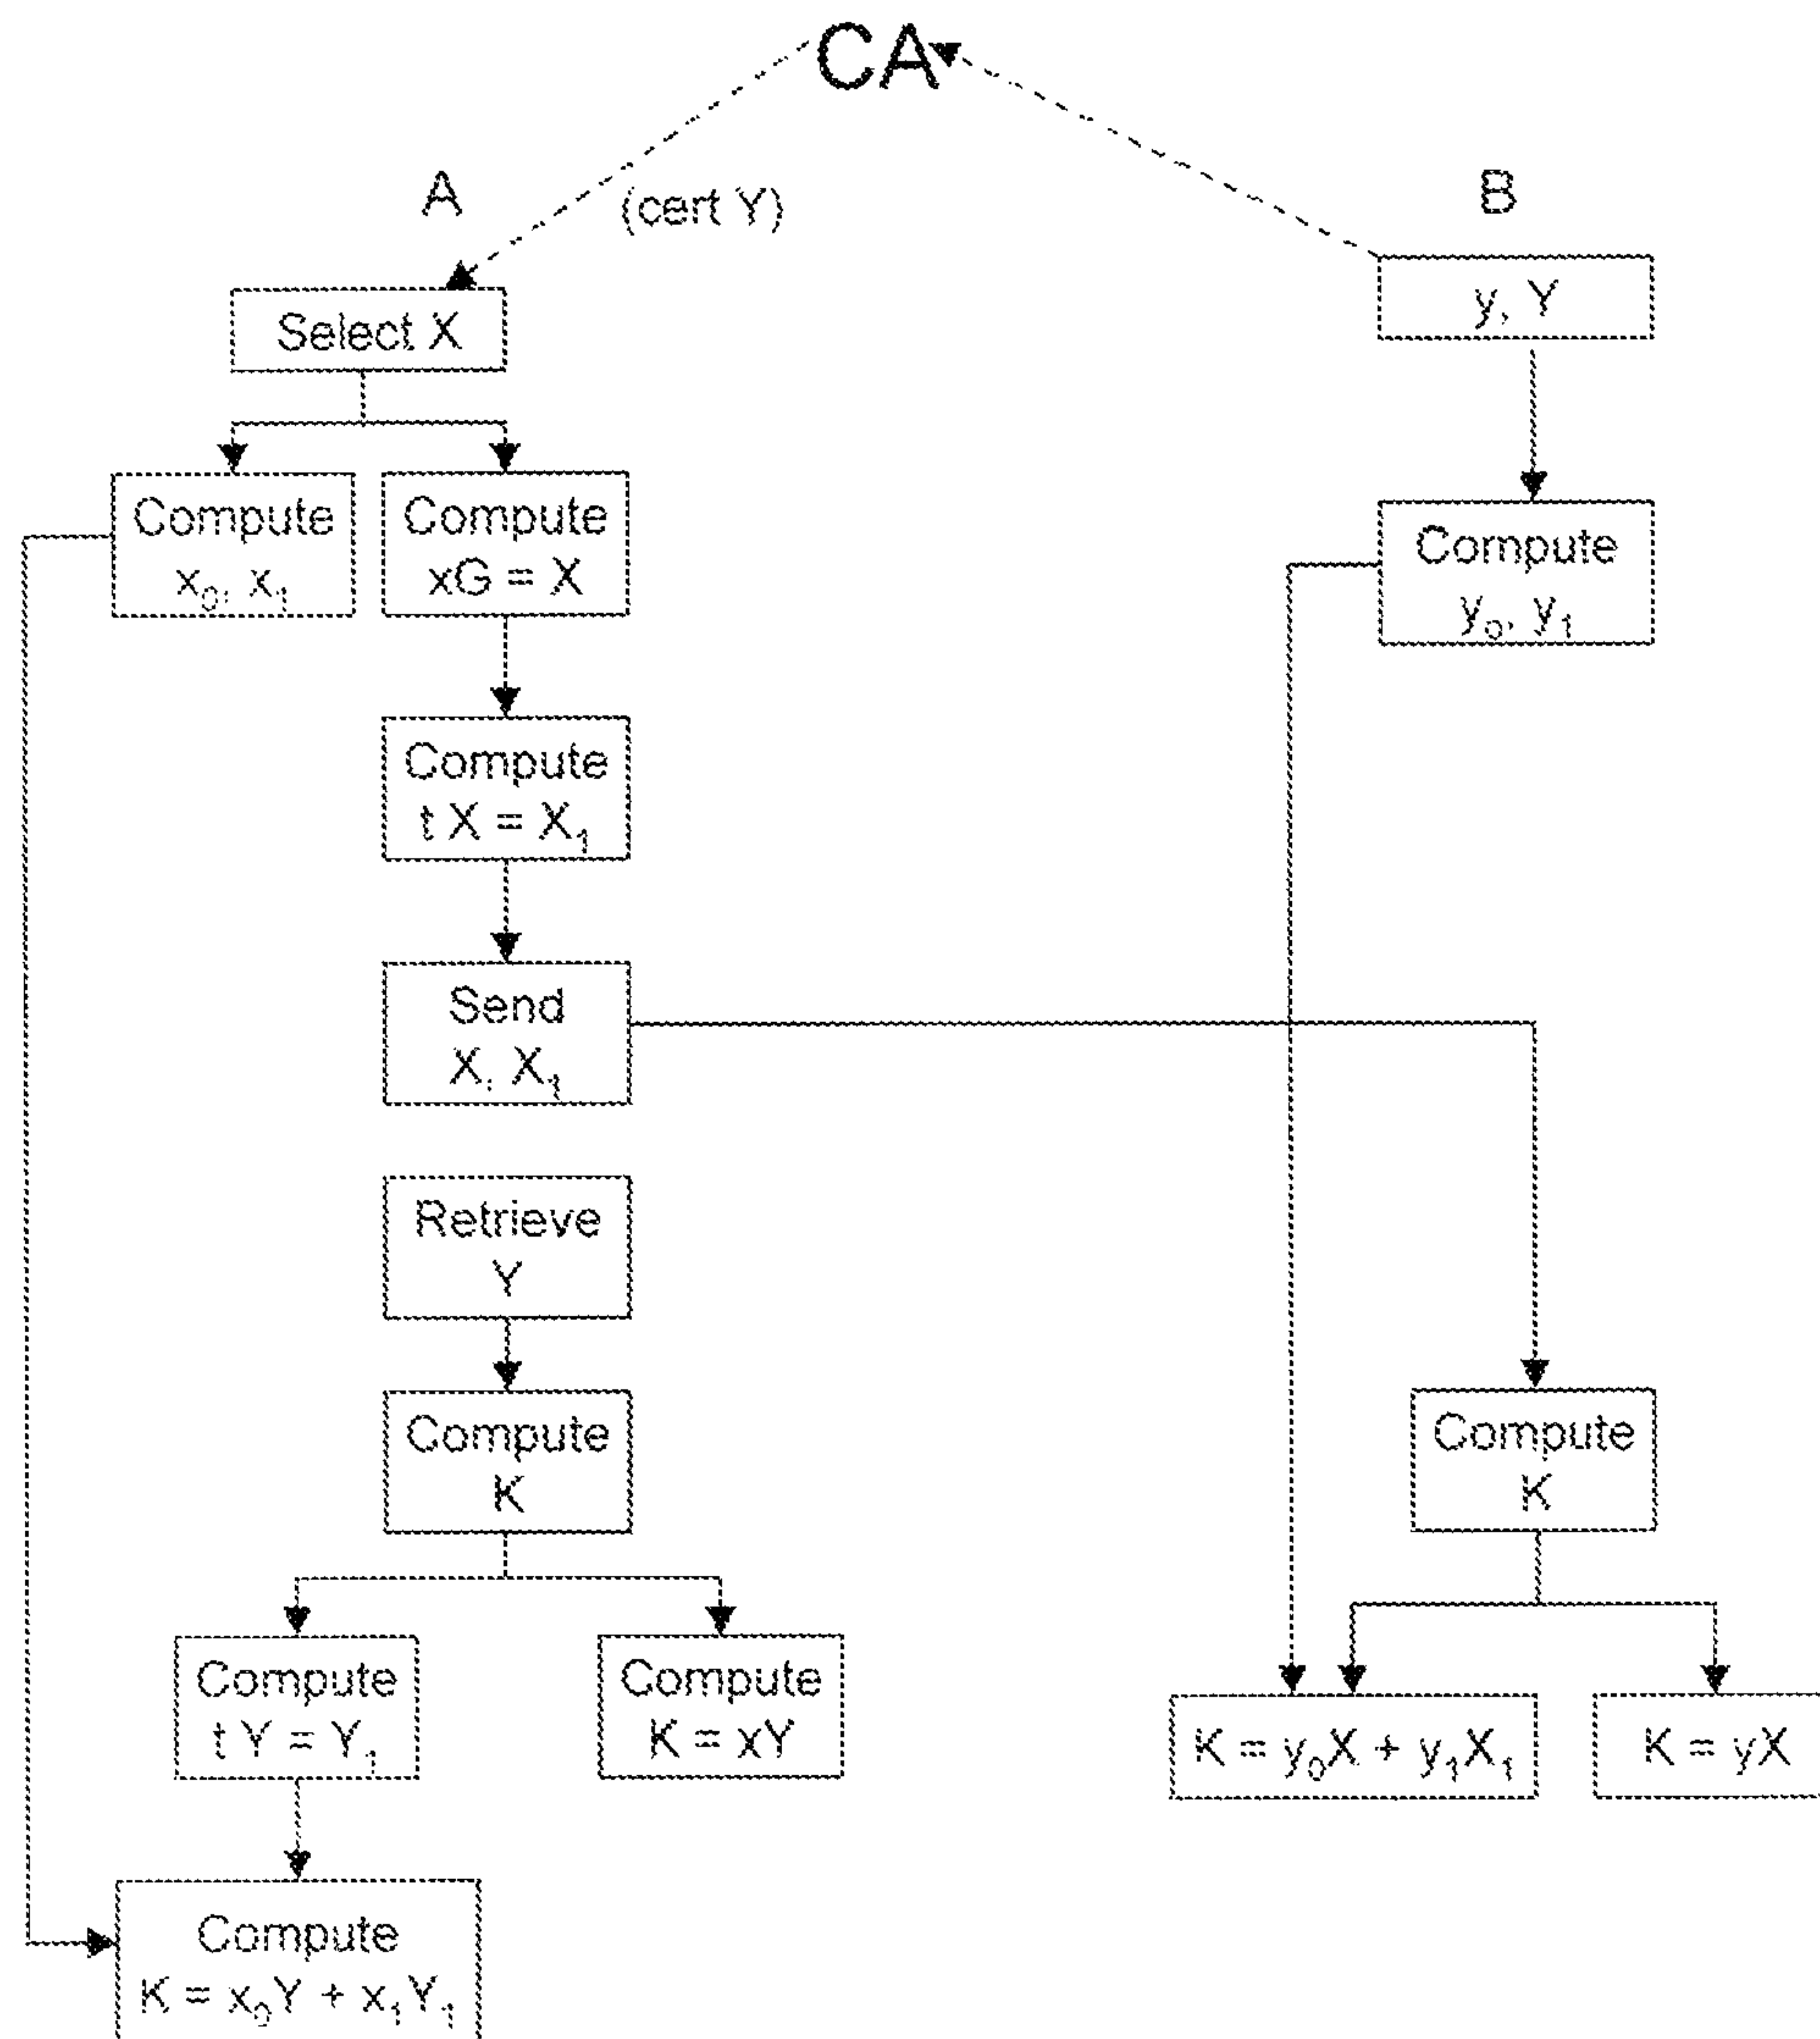 CA
A
(cert Y)
B
Select X
y, Y
Compute
x₀, x₁
Compute
xG = X
Compute
y₀, y₁
Compute
t X = X₁
Send
X, X₁
Retrieve
Y
Compute
K
Compute
K
Compute
t Y = Y₁
Compute
K = xY
K = y₀X + y₁X₁
K = yX
Compute
K = x₀Y + x₁Y₁